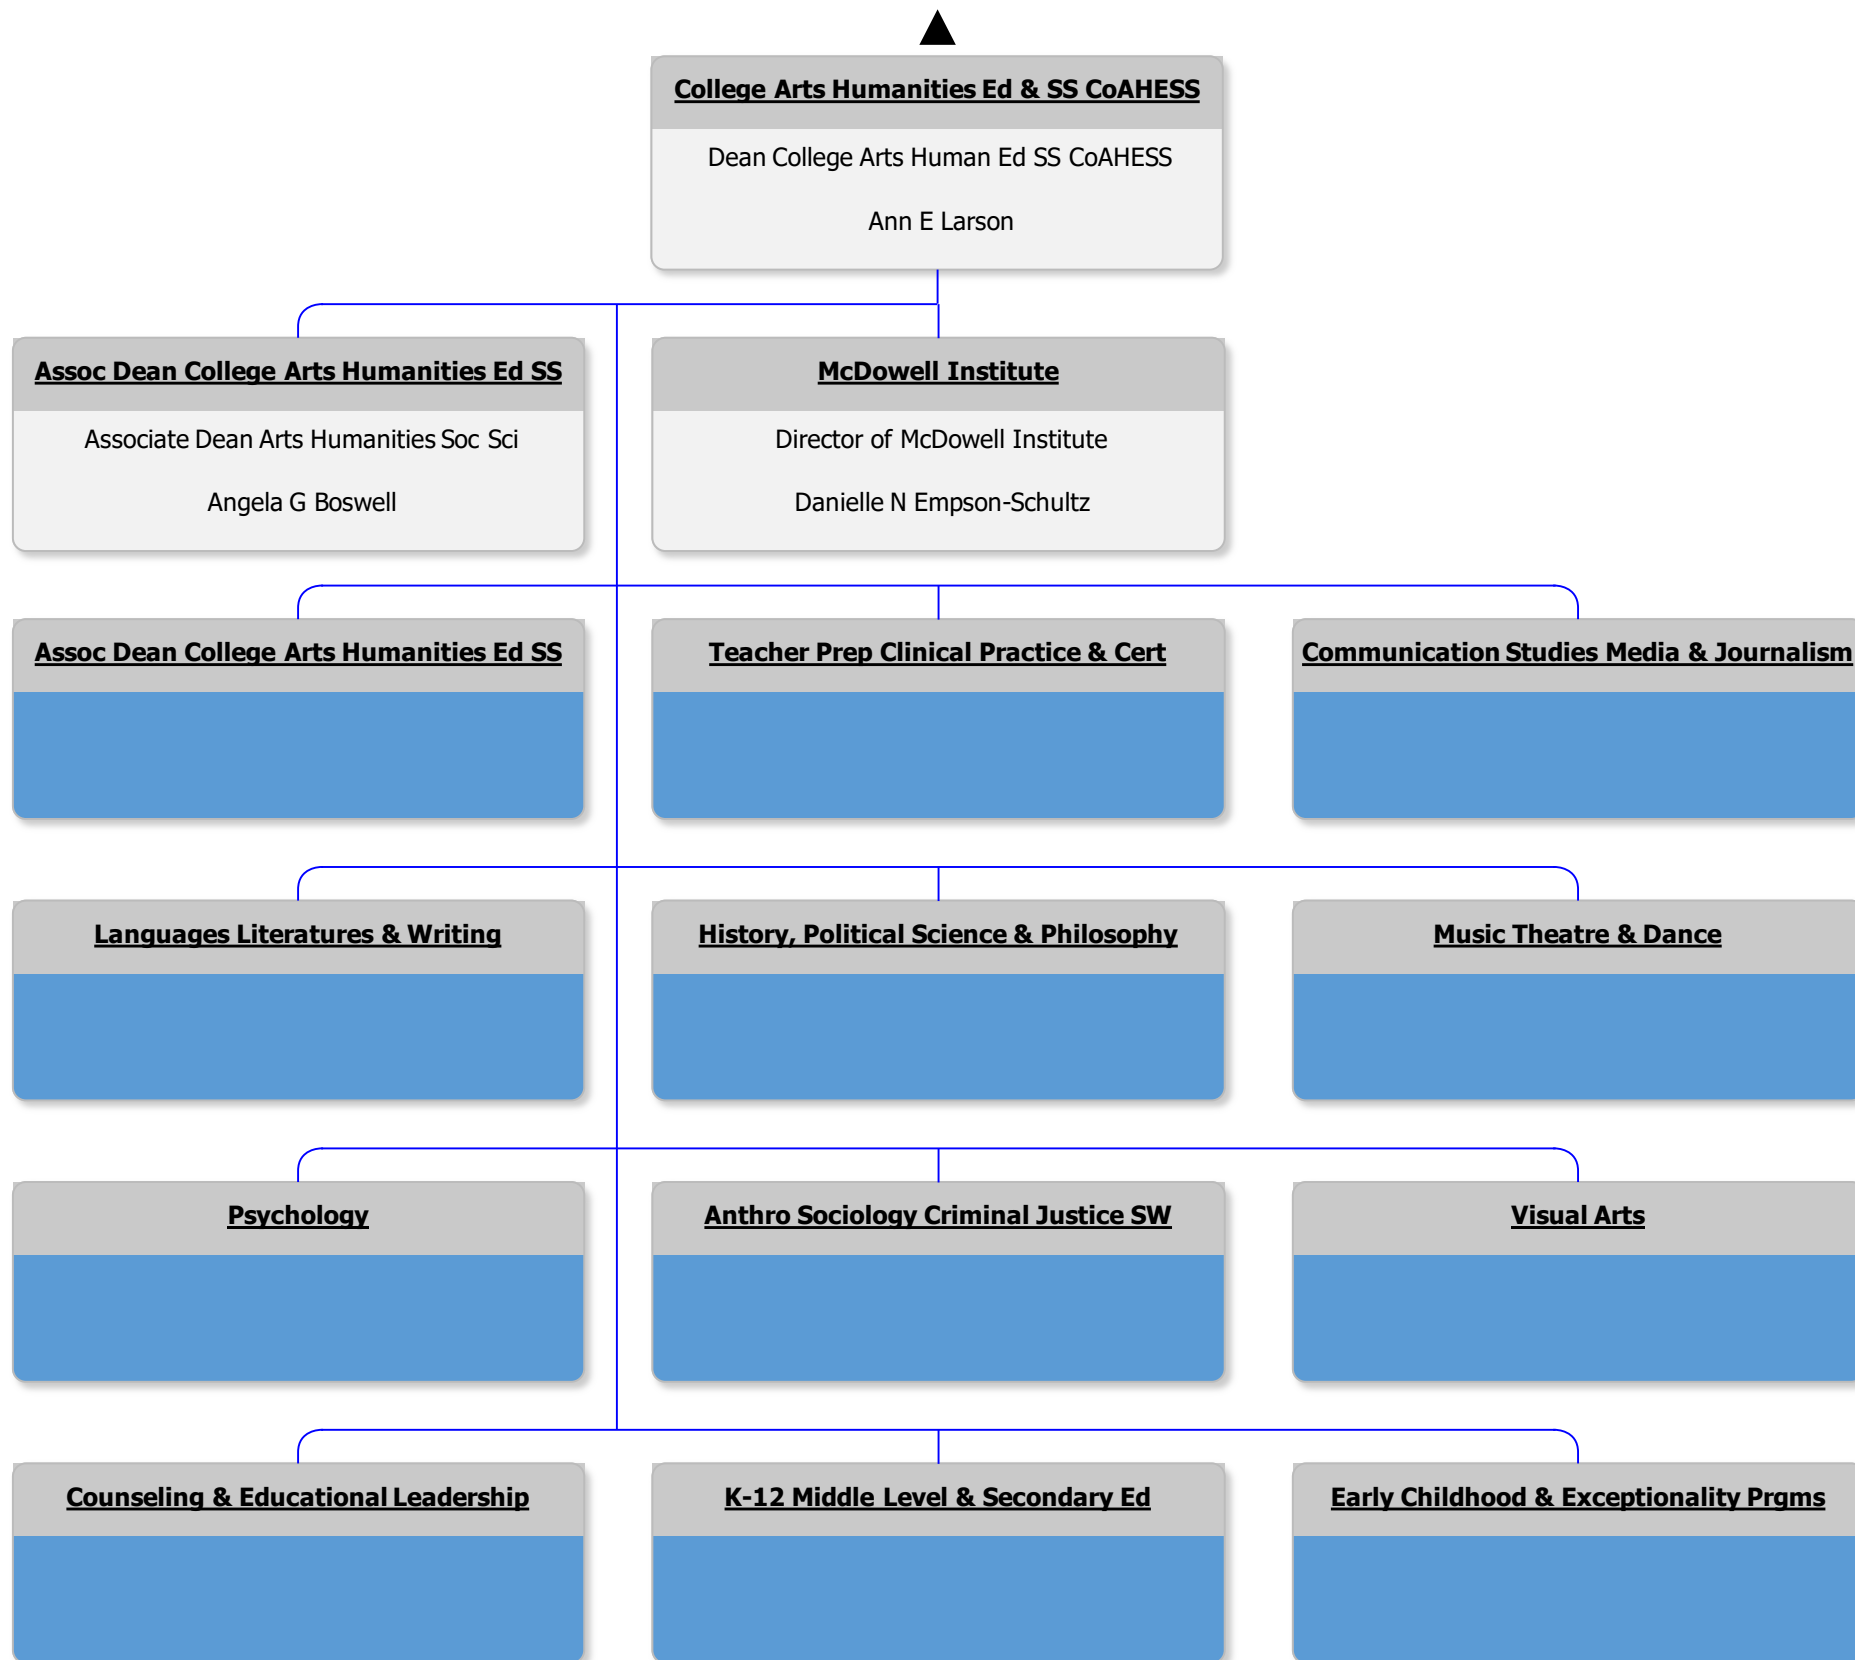 College Arts Humanities Ed & SS CoAHESS
Dean College Arts Human Ed SS CoAHESS
Ann E Larson
Assoc Dean College Arts Humanities Ed SS
Associate Dean Arts Humanities Soc Sci
Angela G Boswell
McDowell Institute
Director of McDowell Institute
Danielle N Empson-Schultz
Assoc Dean College Arts Humanities Ed SS
Teacher Prep Clinical Practice & Cert
Communication Studies Media & Journalism
Languages Literatures & Writing
History, Political Science & Philosophy
Music Theatre & Dance
Psychology
Anthro Sociology Criminal Justice SW
Visual Arts
Counseling & Educational Leadership
K-12 Middle Level & Secondary Ed
Early Childhood & Exceptionality Prgms